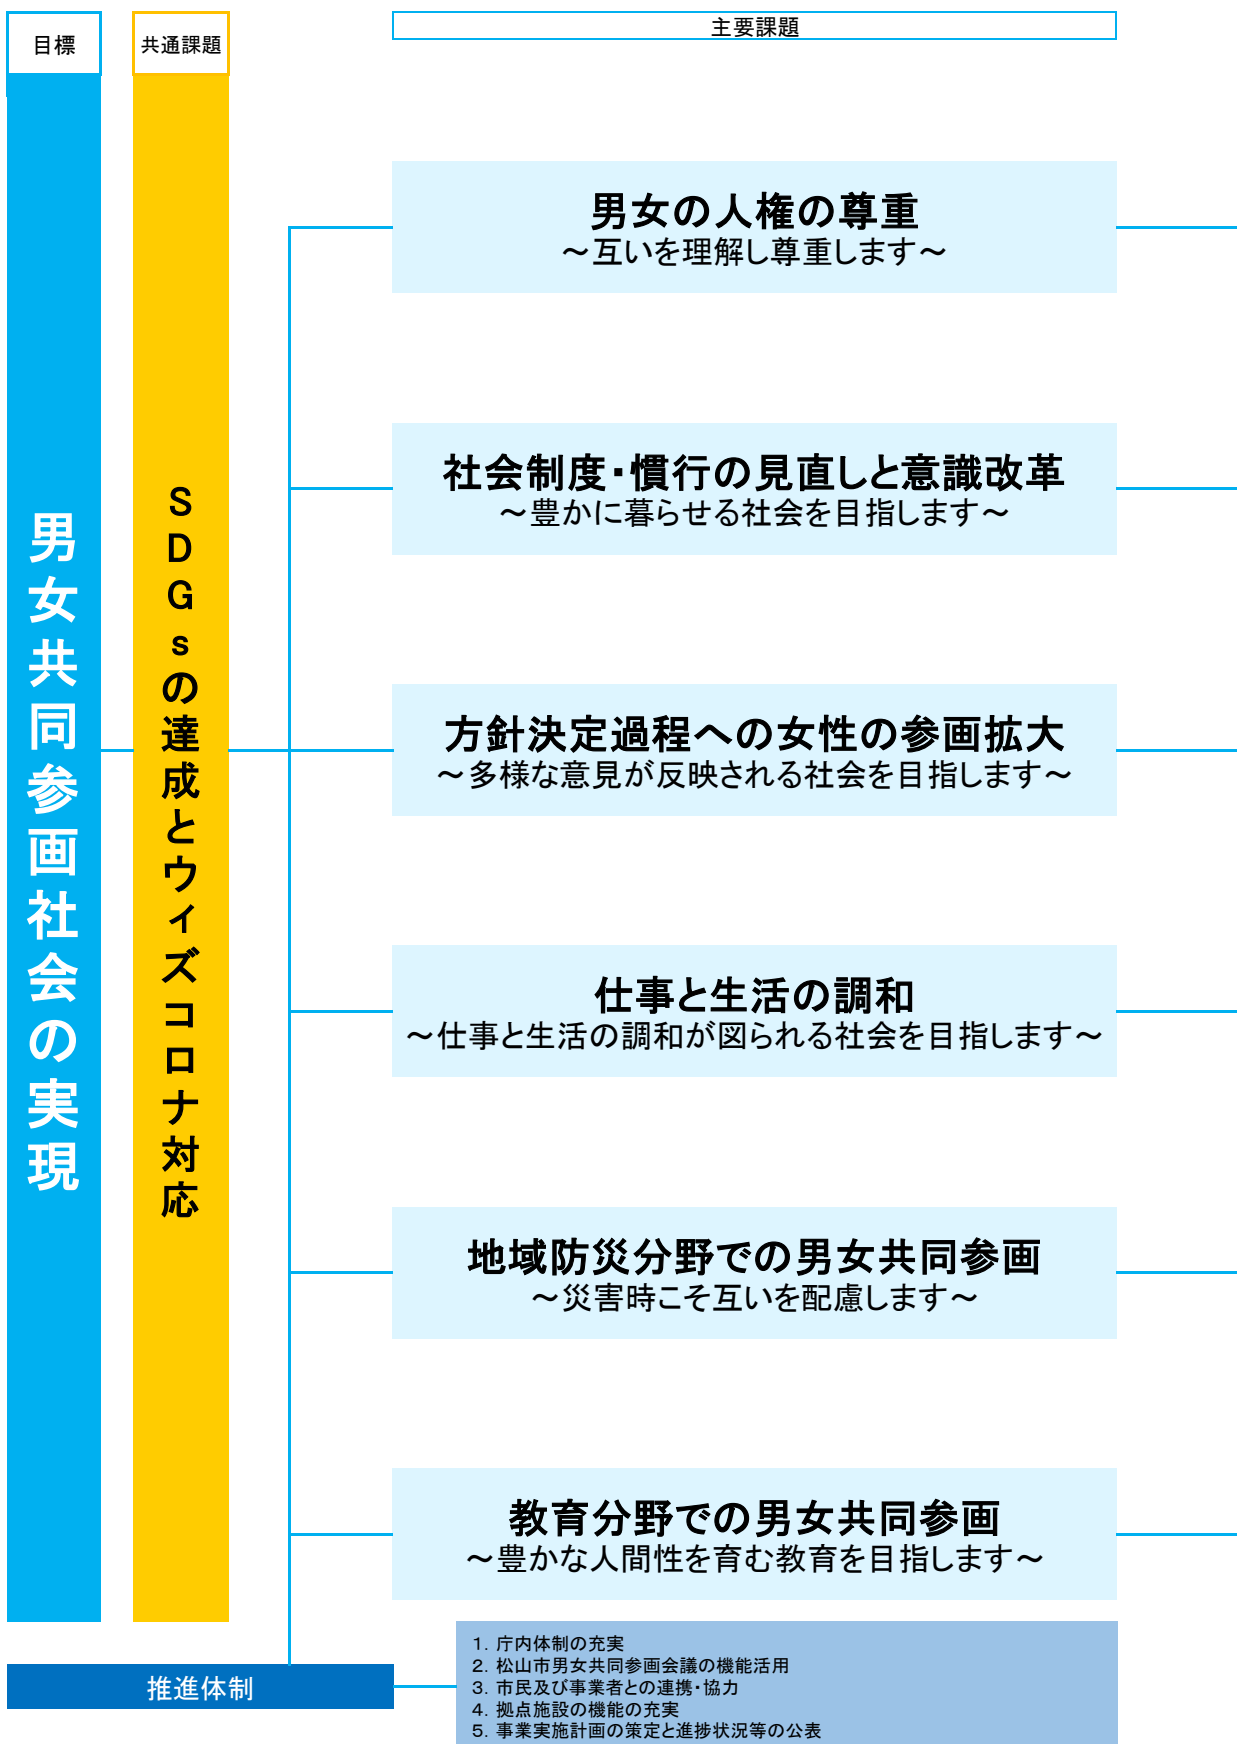 目標
共通課題
主要課題
男女共同参画社会の実現
SDGsの達成とウィズコロナ対応
男女の人権の尊重
～互いを理解し尊重します～
社会制度・慣行の見直しと意識改革
～豊かに暮らせる社会を目指します～
方針決定過程への女性の参画拡大
～多様な意見が反映される社会を目指します～
仕事と生活の調和
～仕事と生活の調和が図られる社会を目指します～
地域防災分野での男女共同参画
～災害時こそ互いを配慮します～
教育分野での男女共同参画
～豊かな人間性を育む教育を目指します～
推進体制
1. 庁内体制の充実
2. 松山市男女共同参画会議の機能活用
3. 市民及び事業者との連携・協力
4. 拠点施設の機能の充実
5. 事業実施計画の策定と進捗状況等の公表